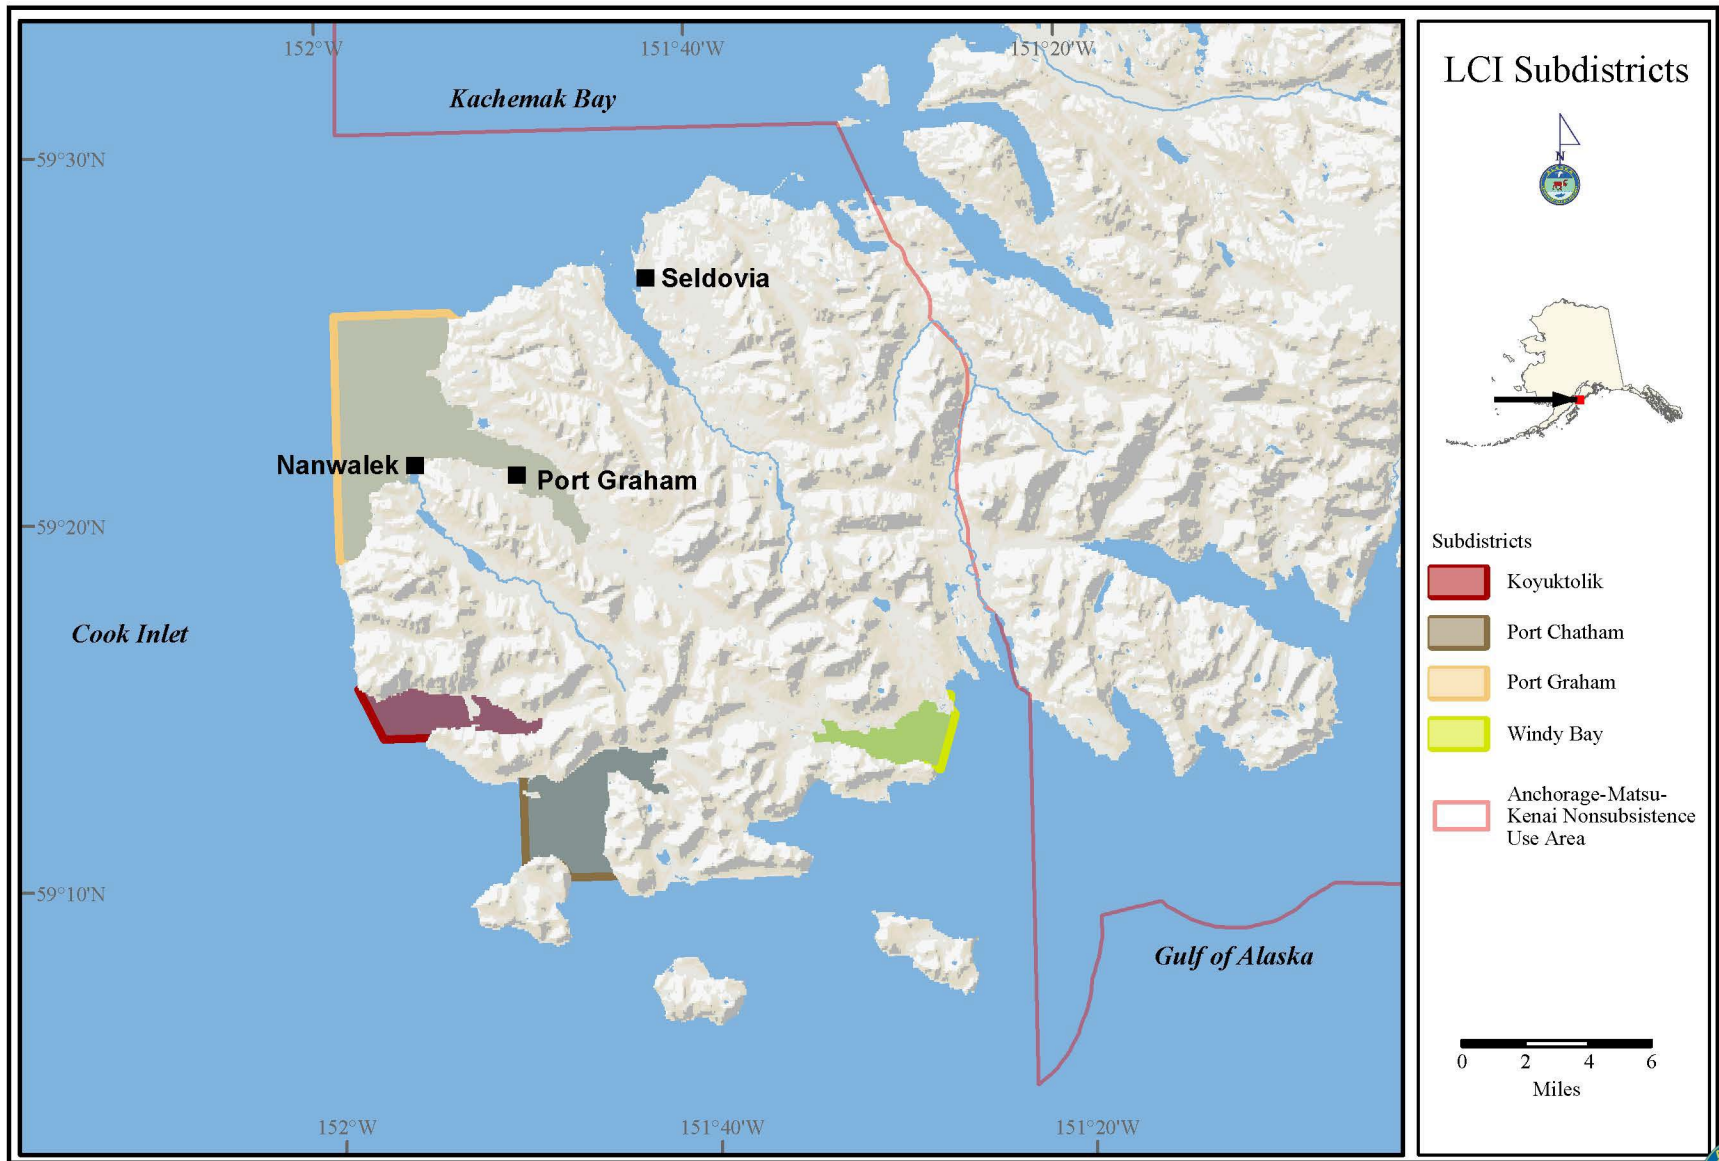 152°W
151°40'W
151°20'W
Kachemak Bay
59°30'N
Seldovia
Nanwalek
Port Graham
59°20'N
Cook Inlet
59°10'N
Gulf of Alaska
152°W
151°40'W
151°20'W
LCI Subdistricts
N
Subdistricts
Koyuktolik
Port Chatham
Port Graham
Windy Bay
Anchorage-Matsu-
Kenai Nonsubsistence
Use Area
0 2 4 6
Miles